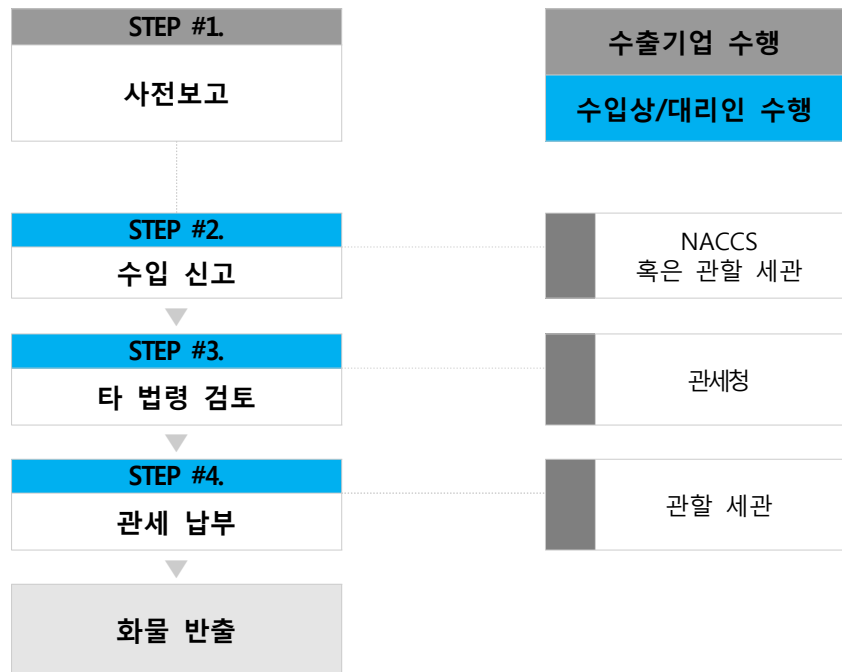 STEP #1.
사전보고
수출기업 수행
수입상/대리인 수행
STEP #2.
수입 신고
NACCS
혹은 관할 세관
STEP #3.
타 법령 검토
관세청
STEP #4.
관세 납부
관할 세관
화물 반출